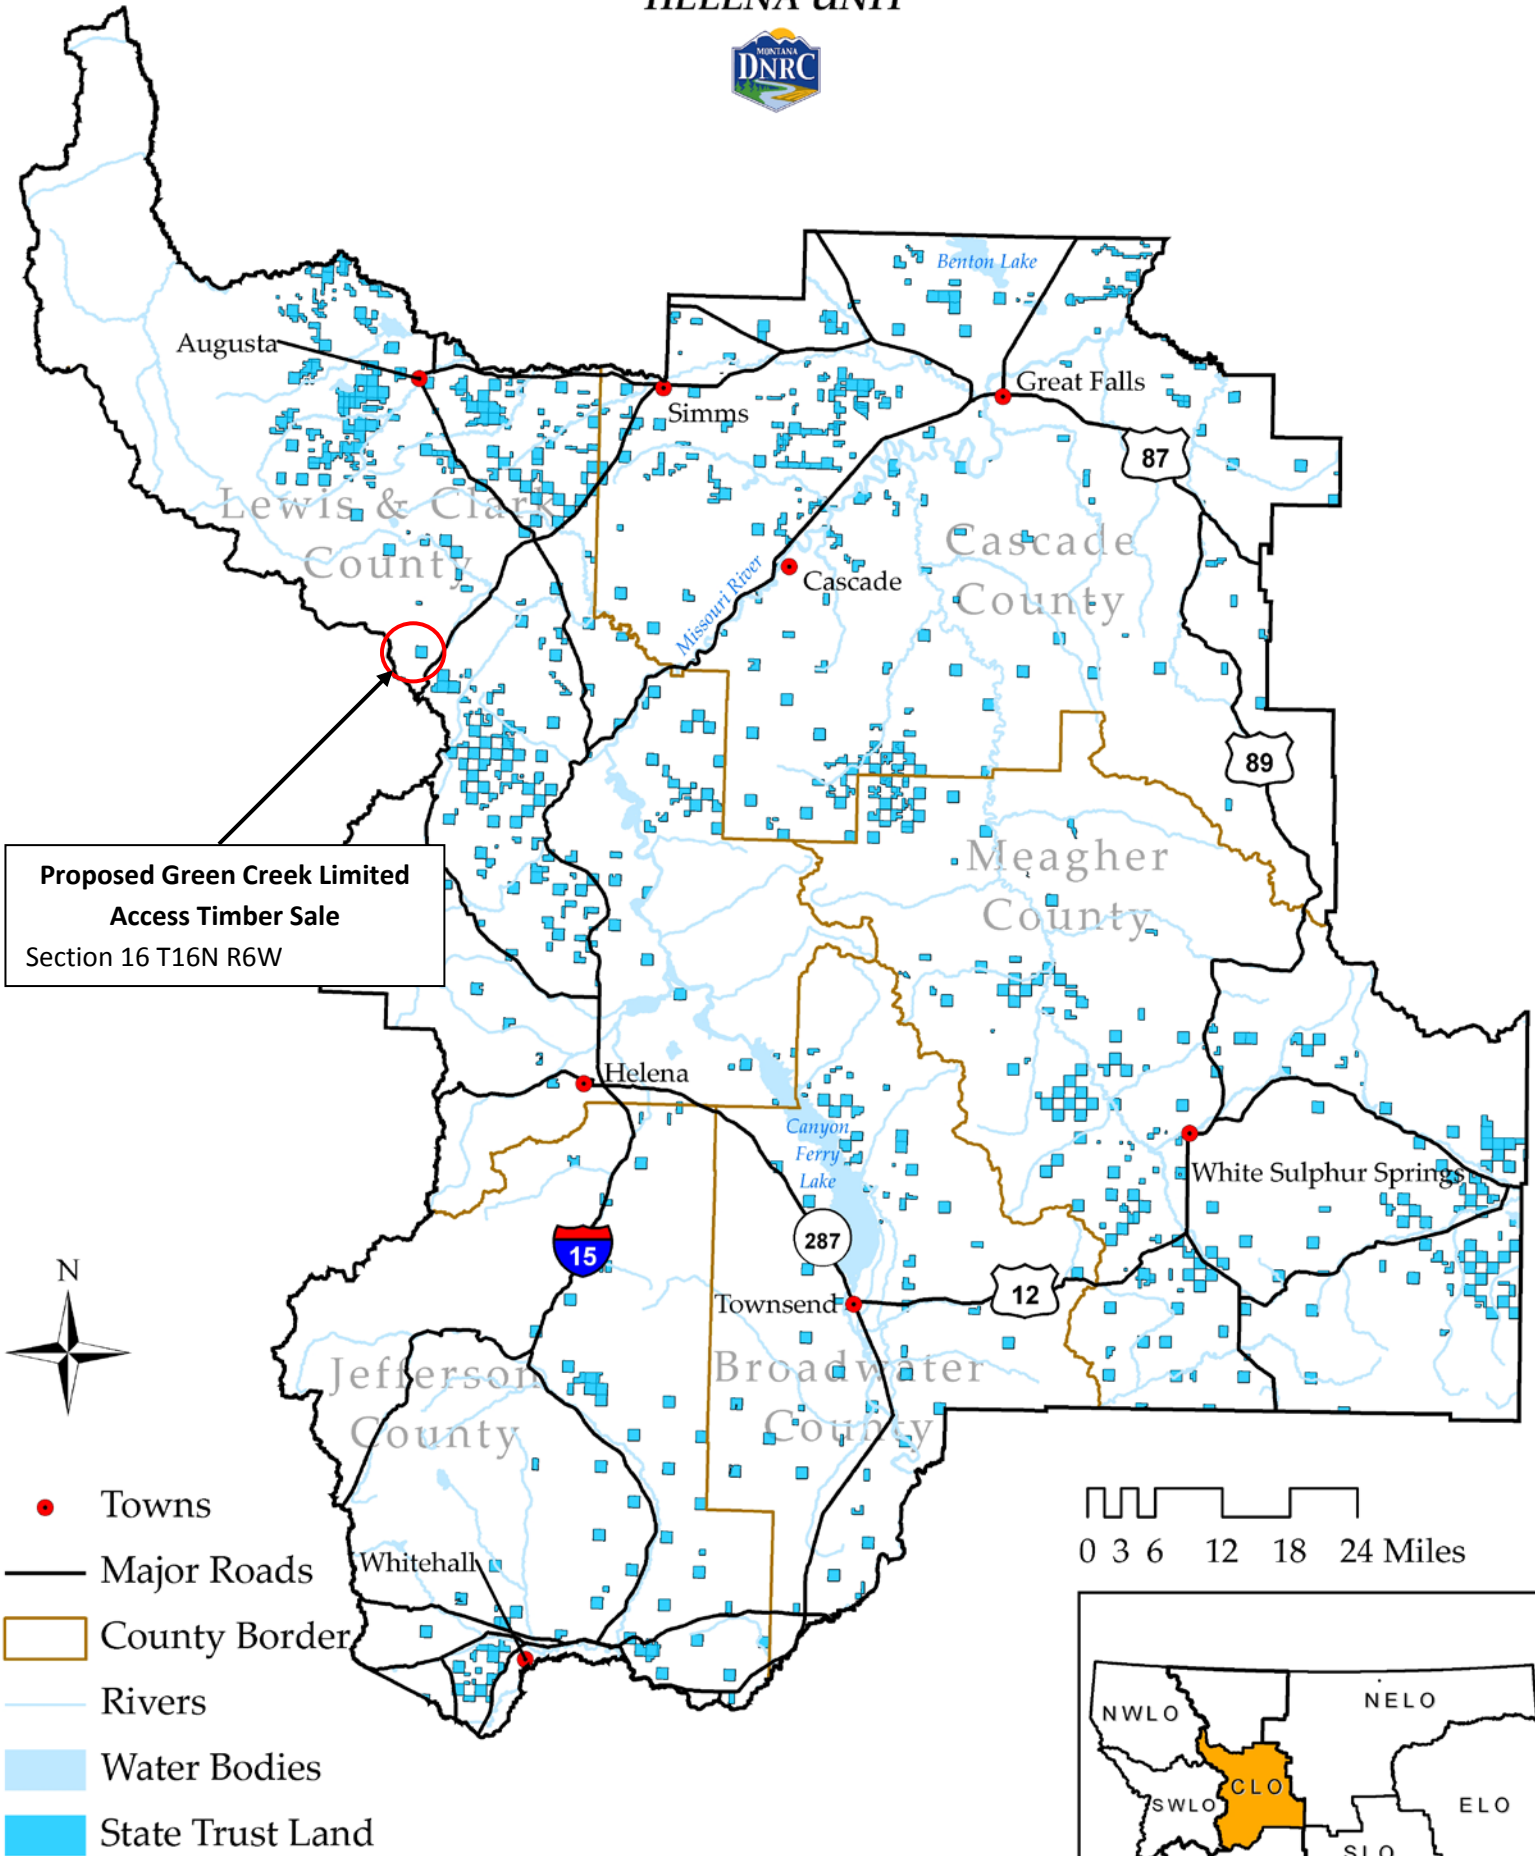 HELENA UNIT
MONTANA
DNRC
Benton Lake
Augusta
Great Falls
Simms
87
Lewis & Clark
County
Cascade
County
Cascade
Missouri River
89
Meagher
County
Proposed Green Creek Limited
Access Timber Sale
Section 16 T16N R6W
Helena
Canyon
Ferry
Lake
White Sulphur Springs
15
287
N
12
Townsend
Jefferson
County
Broadwater
County
Towns
Major Roads
County Border
Rivers
Water Bodies
State Trust Land
Whitehall
0 3 6 12 18 24 Miles
NWLO
NELO
CLO
SWLO
ELO
SLO